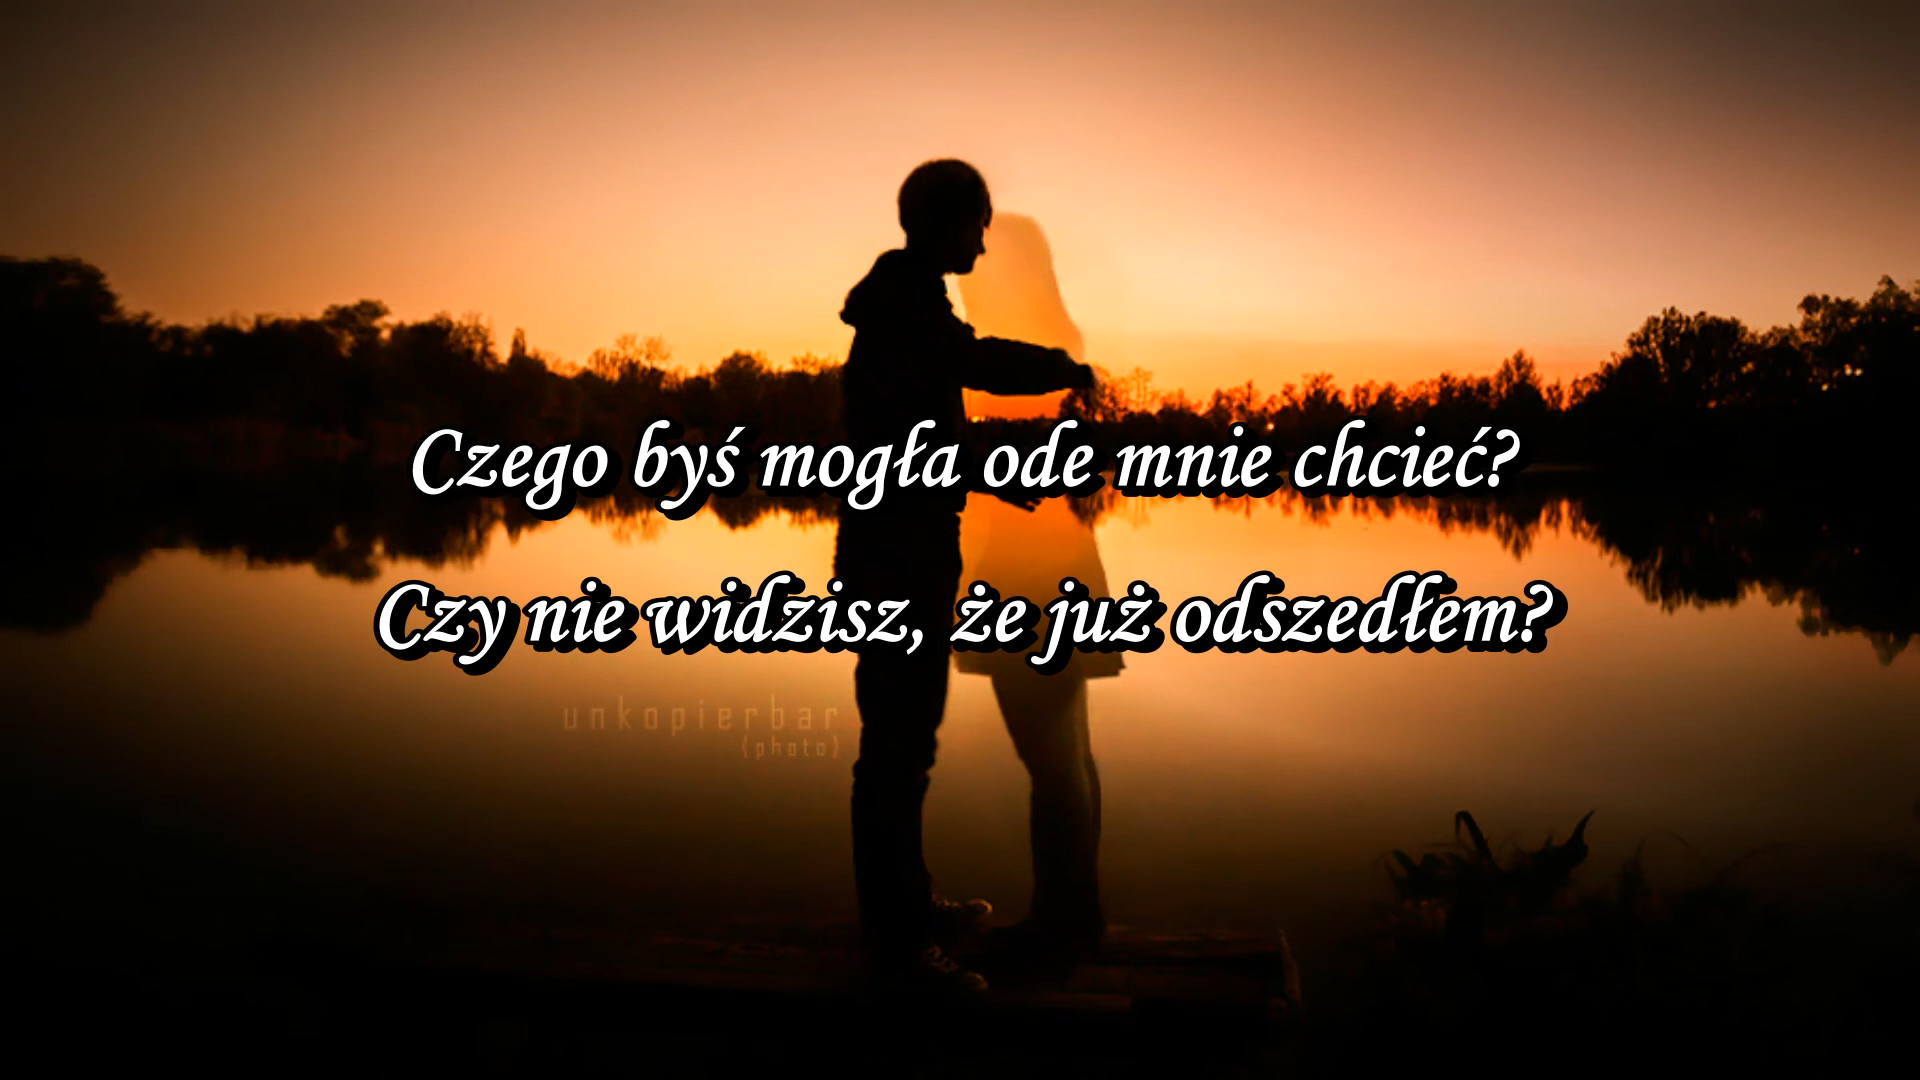 Czego byś mogła ode mnie chcieć?
Czy nie widzisz, że już odszedłem?
unkopierbar
(photo)